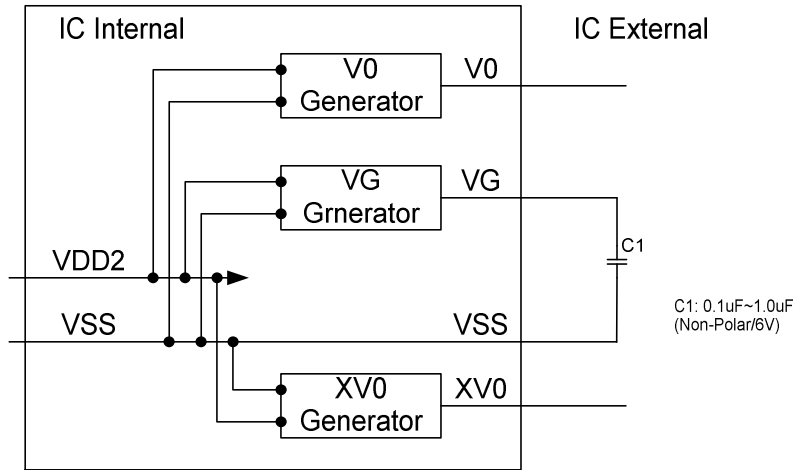 IC Internal
IC External
V0
Generator
V0
VG
Grnerator
VG
C1
VDD2
C1: 0.1uF~1.0uF
(Non-Polar/6V)
VSS
VSS
XV0
Generator
XV0